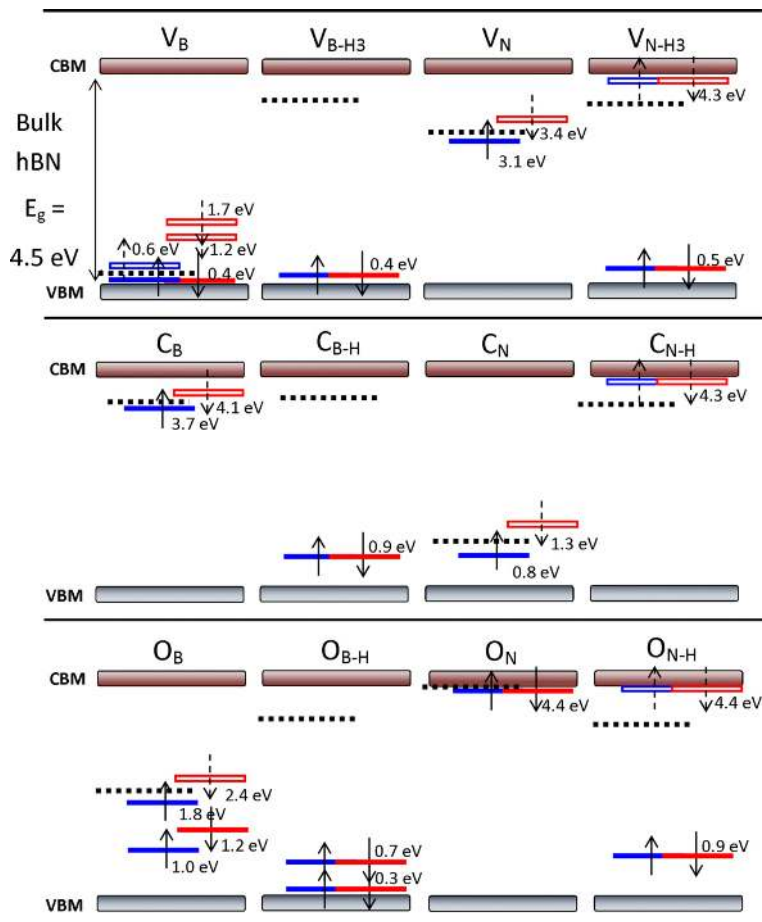 V_B V_B-H3 V_N V_N-H3
CBM
4.3 eV
Bulk
hBN
E_g =
4.5 eV
3.4 eV
3.1 eV
1.7 eV
0.6 eV
1.2 eV
0.4 eV
0.4 eV
0.5 eV
VBM
C_B C_B-H C_N C_N-H
CBM
4.1 eV
3.7 eV
4.3 eV
0.9 eV
1.3 eV
0.8 eV
VBM
O_B O_B-H O_N O_N-H
CBM
4.4 eV
4.4 eV
2.4 eV
1.8 eV
1.2 eV
1.0 eV
0.7 eV
0.3 eV
0.9 eV
VBM